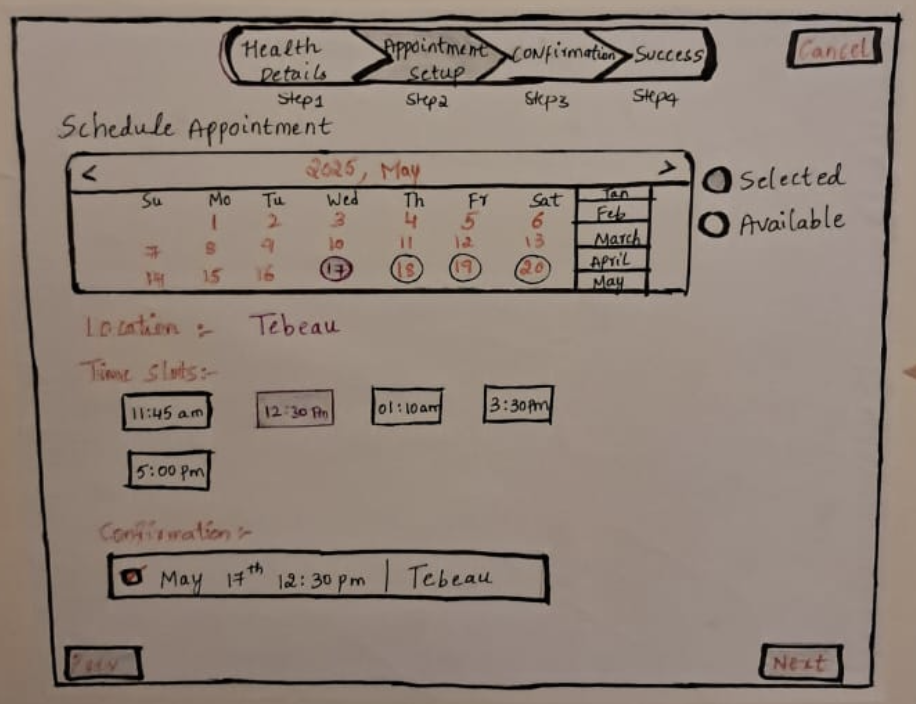 Health Details
Appointment Setup
Confirmation
Success
Cancel
Step1
Step2
Step3
Step4
Schedule Appointment
< 2025, May >
Selected
Available
Su Mo Tu Wed Th Fr Sat
1 2 3 4 5 6
7 8 9 10 11 12 13
14 15 16 17 18 19 20
Jan
Feb
March
April
May
Location :- Tebeau
Time Slots:-
11:45 am
12:30 Pm
01:10am
3:30Pm
5:00 Pm
Confirmation :-
May 17th 12:30 pm | Tebeau
Prev
Next